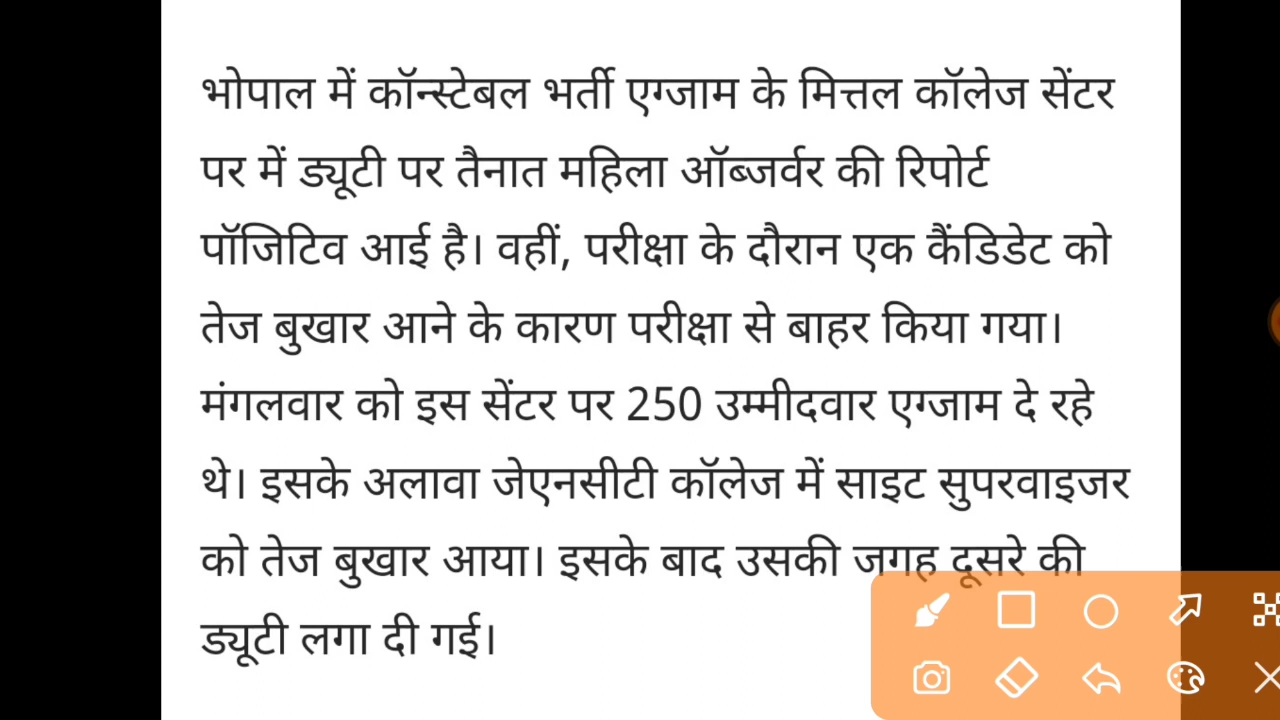 भोपाल में कॉन्स्टेबल भर्ती एग्जाम के मित्तल कॉलेज सेंटर
पर में ड्यूटी पर तैनात महिला ऑब्जर्वर की रिपोर्ट
पॉजिटिव आई है। वहीं, परीक्षा के दौरान एक कैंडिडेट को
तेज बुखार आने के कारण परीक्षा से बाहर किया गया।
मंगलवार को इस सेंटर पर 250 उम्मीदवार एग्जाम दे रहे
थे। इसके अलावा जेएनसीटी कॉलेज में साइट सुपरवाइजर
को तेज बुखार आया। इसके बाद उसकी जगह दूसरे की
ड्यूटी लगा दी गई।